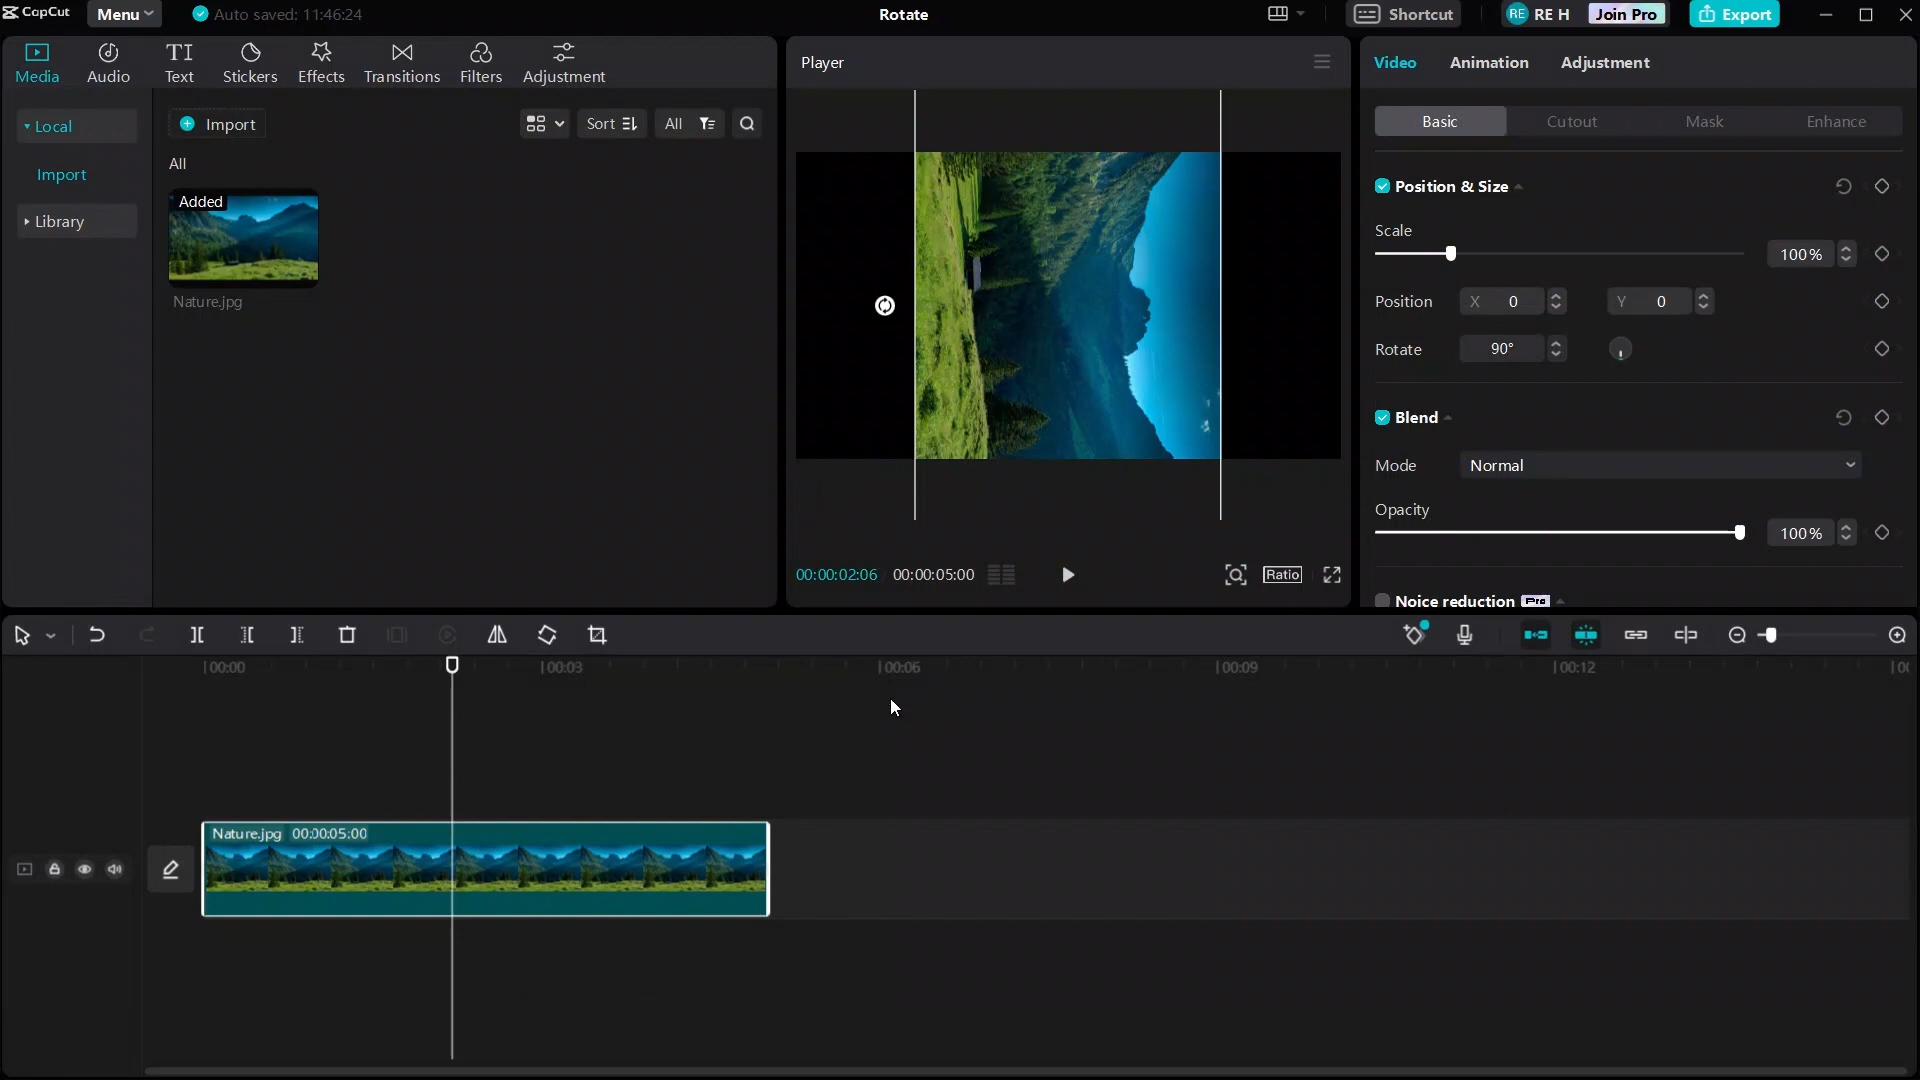 CapCut Menu Auto saved: 11:46:24 Rotate Shortcut RE RE H Join Pro Export
Media Audio Text Stickers Effects Transitions Filters Adjustment
Local
Import
Library
Import Sort All
All
Added
Nature.jpg
Player
00:00:02:06 00:00:05:00 Ratio
Video Animation Adjustment
Basic Cutout Mask Enhance
Position & Size
Scale
100%
Position X 0 Y 0
Rotate 90°
Blend
Mode Normal
Opacity
100%
Noice reduction Pro
00:00 00:03 00:06 00:09 00:12
Nature.jpg 00:00:05:00